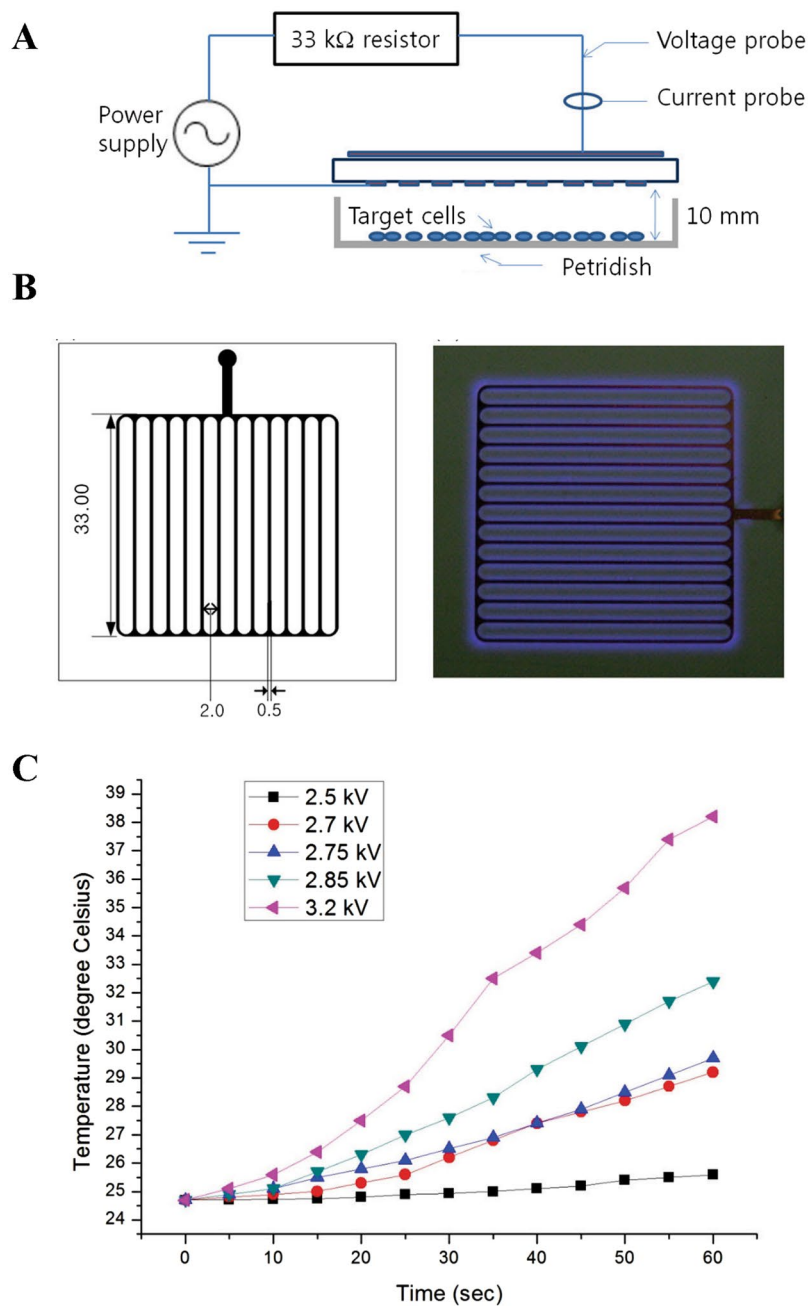 A
33 kΩ resistor
Voltage probe
Current probe
Power
supply
Target cells
10 mm
Petridish
B
33.00
2.0
0.5
C
2.5 kV
2.7 kV
2.75 kV
2.85 kV
3.2 kV
Temperature (degree Celsius)
39
38
37
36
35
34
33
32
31
30
29
28
27
26
25
24
0
10
20
30
40
50
60
Time (sec)